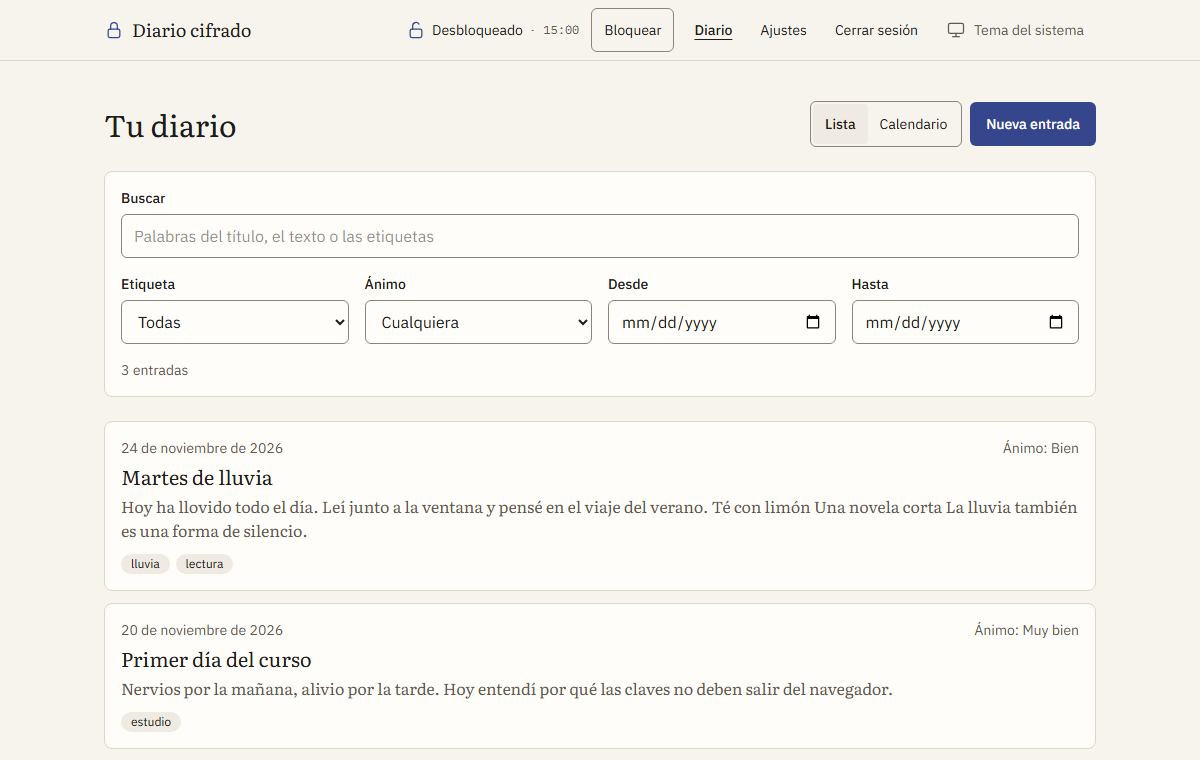 Diario cifrado
Desbloqueado · 15:00
Bloquear
Diario
Ajustes
Cerrar sesión
Tema del sistema
Tu diario
Lista
Calendario
Nueva entrada
Buscar
Palabras del título, el texto o las etiquetas
Etiqueta
Ánimo
Desde
Hasta
Todas
Cualquiera
mm/dd/yyyy
mm/dd/yyyy
3 entradas
24 de noviembre de 2026
Ánimo: Bien
Martes de lluvia
Hoy ha llovido todo el día. Leí junto a la ventana y pensé en el viaje del verano. Té con limón Una novela corta La lluvia también
es una forma de silencio.
lluvia
lectura
20 de noviembre de 2026
Ánimo: Muy bien
Primer día del curso
Nervios por la mañana, alivio por la tarde. Hoy entendí por qué las claves no deben salir del navegador.
estudio